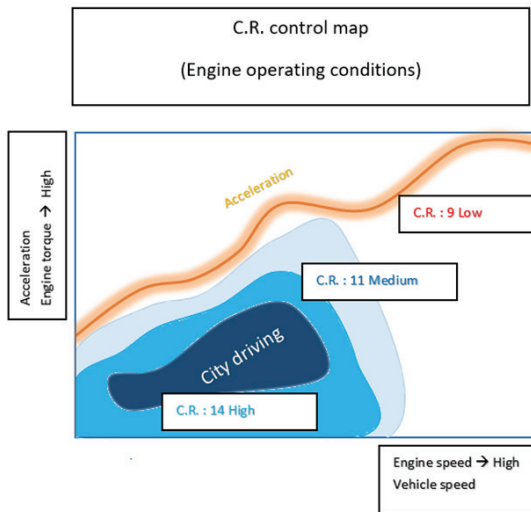 C.R. control map
(Engine operating conditions)
Acceleration
Engine torque → High
Acceleration
C.R. : 9 Low
C.R. : 11 Medium
City driving
C.R. : 14 High
Engine speed → High
Vehicle speed